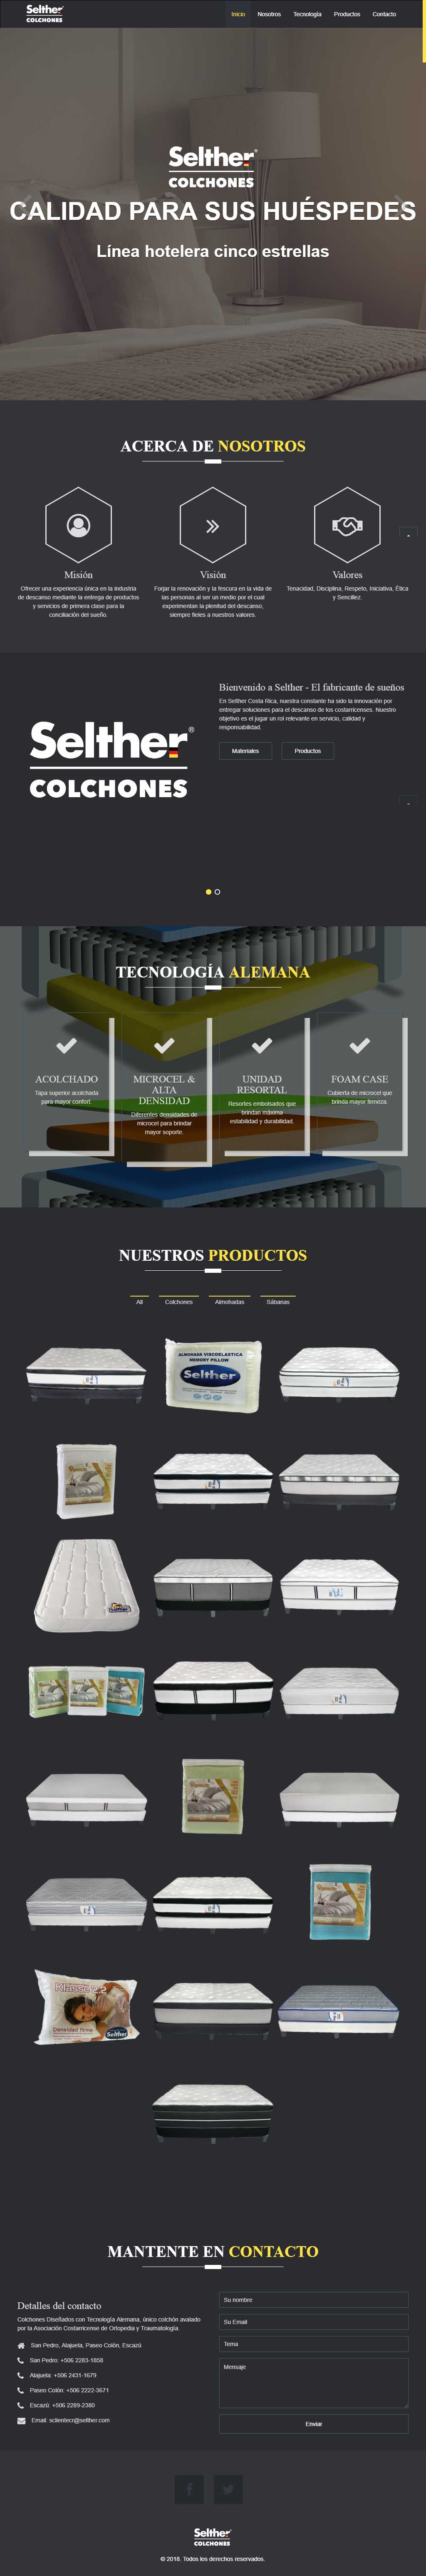 Selther
COLCHONES
Inicio Nosotros Tecnología Productos Contacto
Selther®
COLCHONES
CALIDAD PARA SUS HUÉSPEDES
Línea hotelera cinco estrellas
ACERCA DE NOSOTROS
Misión
Ofrecer una experiencia única en la industria
de descanso mediante la entrega de productos
y servicios de primera clase para la
conciliación del sueño.
Visión
Forjar la renovación y la fescura en la vida de
las personas al ser un medio por el cual
experimentan la plenitud del descanso,
siempre fieles a nuestros valores.
Valores
Tenacidad, Disciplina, Respeto, Iniciativa, Ética
y Sencillez.
Selther®
COLCHONES
Bienvenido a Selther - El fabricante de sueños
En Selther Costa Rica, nuestra constante ha sido la innovación por
entregar soluciones para el descanso de los costarricenses. Nuestro
objetivo es el jugar un rol relevante en servicio, calidad y
responsabilidad.
Materiales Productos
TECNOLOGÍA ALEMANA
ACOLCHADO
Tapa superior acolchada
para mayor confort.
MICROCEL &
ALTA
DENSIDAD
Diferentes densidades de
microcel para brindar
mayor soporte.
UNIDAD
RESORTAL
Resortes embolsados que
brindan máxima
estabilidad y durabilidad.
FOAM CASE
Cubierta de microcel que
brinda mayor firmeza.
NUESTROS PRODUCTOS
All Colchones Almohadas Sábanas
ALMOHADA VISCOELASTICA
MEMORY PILLOW
Selther
Klasse
Densidad firme
Selther
MANTENTE EN CONTACTO
Detalles del contacto
Colchones Diseñados con Tecnología Alemana, único colchón avalado
por la Asociación Costarricense de Ortopedia y Traumatología.
San Pedro, Alajuela, Paseo Colón, Escazú
San Pedro: +506 2283-1858
Alajuela: +506 2431-1679
Paseo Colón: +506 2222-3671
Escazú: +506 2289-2380
Email: sclientecr@selther.com
Su nombre
Su Email
Tema
Mensaje
Enviar
Selther
COLCHONES
© 2018. Todos los derechos reservados.